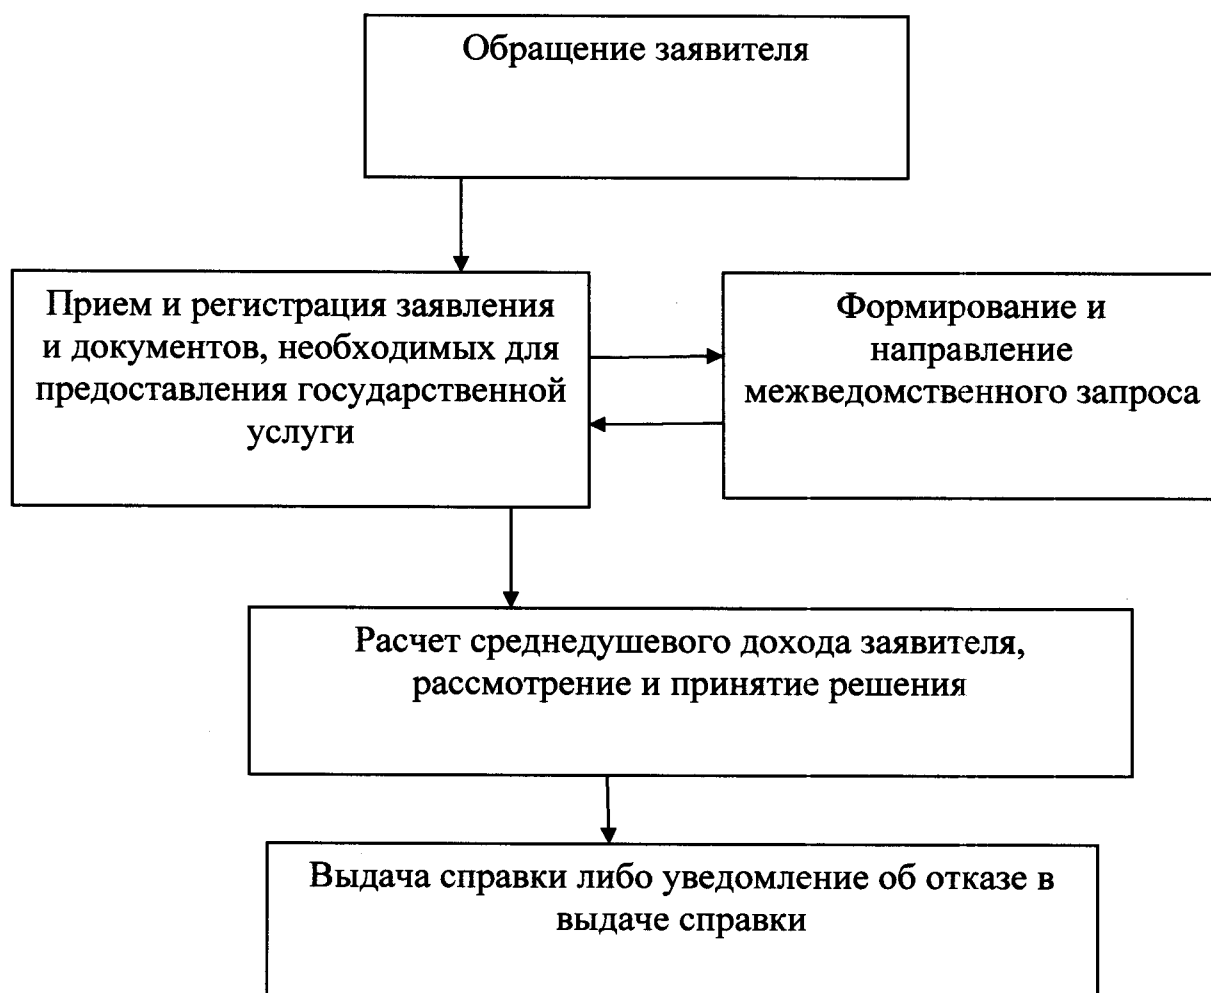 Обращение заявителя
Прием и регистрация заявления
и документов, необходимых для
предоставления государственной
услуги
Формирование и
направление
межведомственного запроса
Расчет среднедушевого дохода заявителя,
рассмотрение и принятие решения
Выдача справки либо уведомление об отказе в
выдаче справки